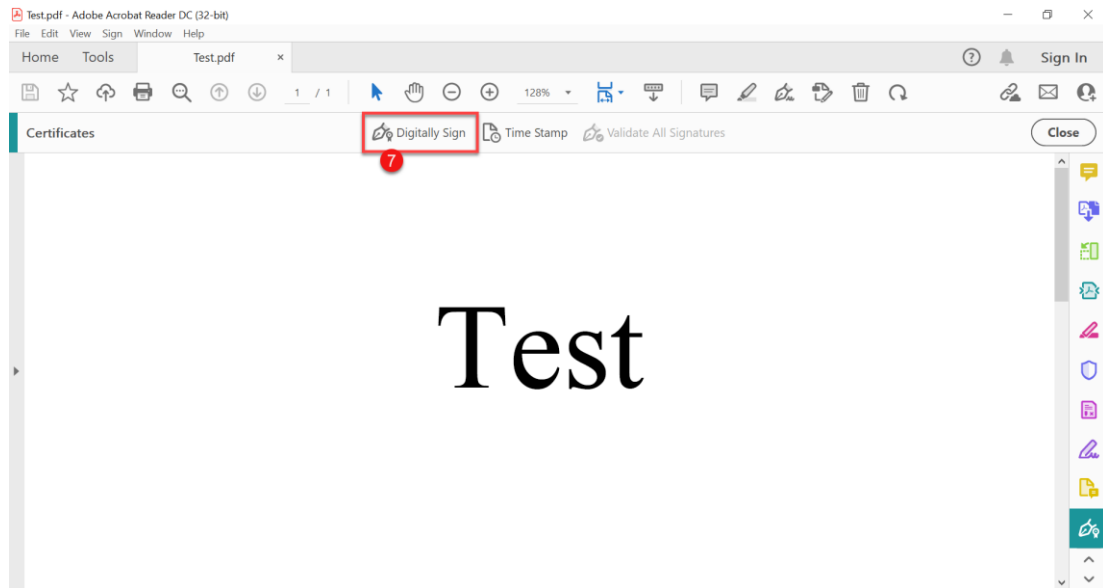 Test.pdf - Adobe Acrobat Reader DC (32-bit)
File Edit View Sign Window Help
Home Tools Test.pdf × Sign In
1 / 1 128%
Certificates Digitally Sign Time Stamp Validate All Signatures Close
7
Test